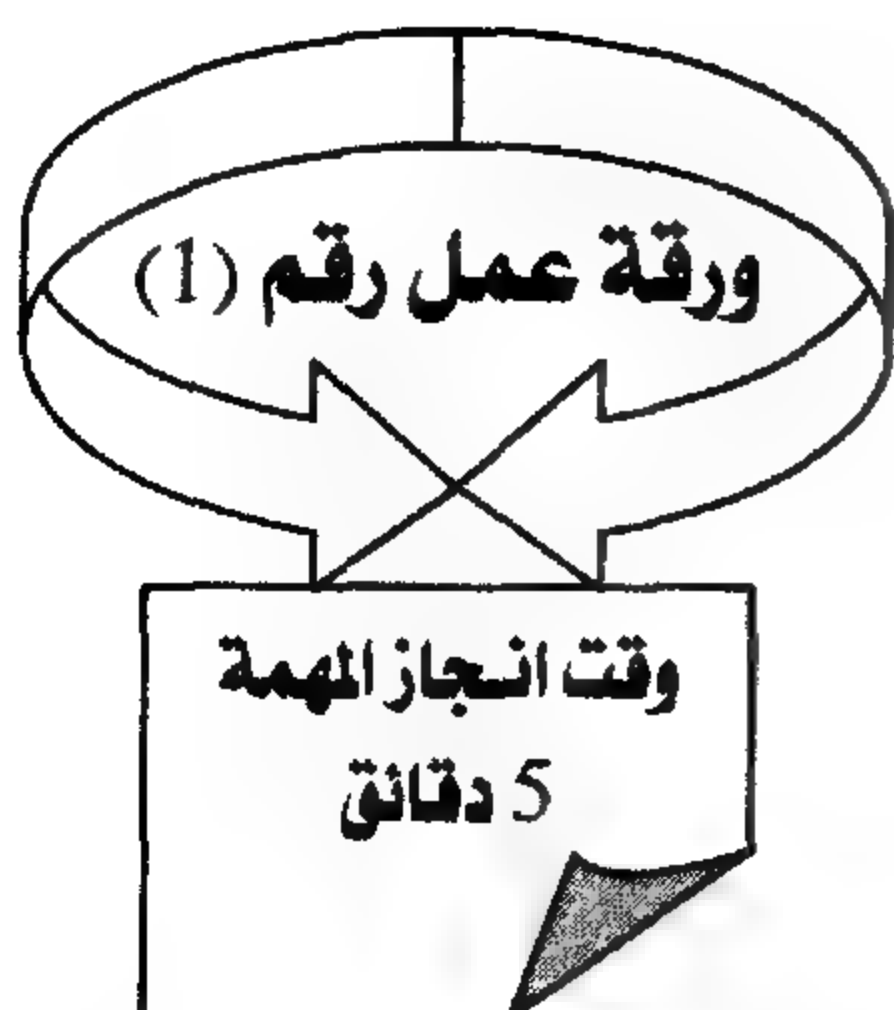 ورقة عمل رقم (1)
وقت انجاز المهمة
5 دقائق